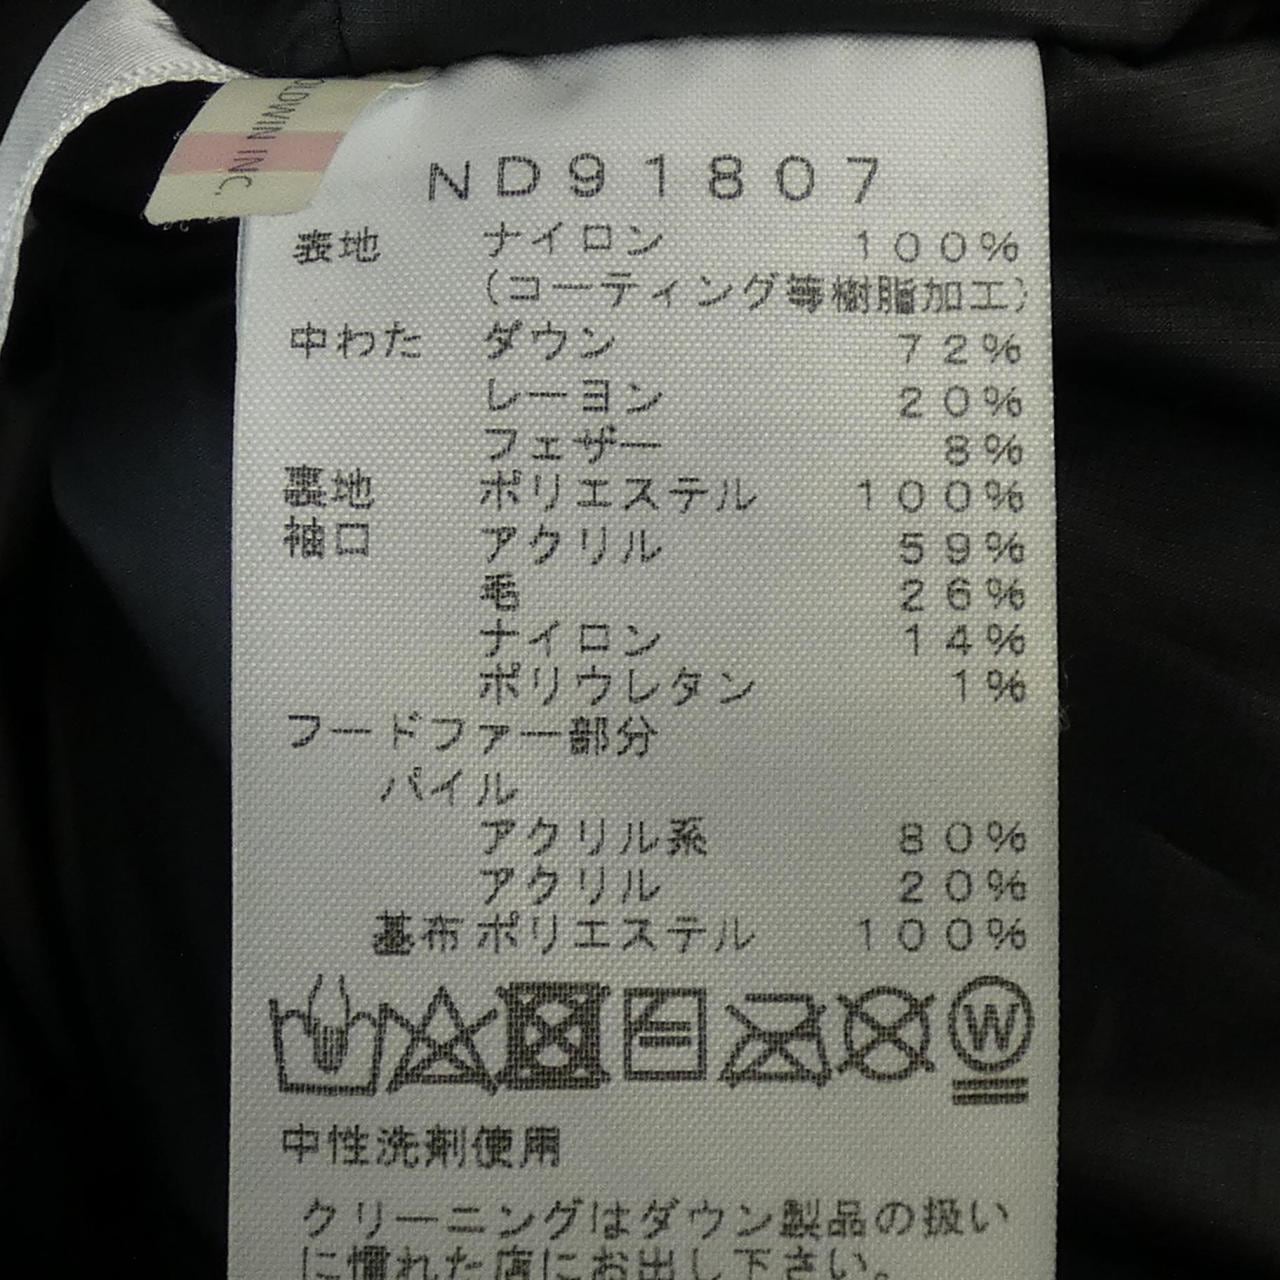 OLDWIN INC.
ND91807
表地 ナイロン 100%
(コーティング等樹脂加工)
中わた ダウン 72%
レーヨン 20%
フェザー 8%
裏地 ポリエステル 100%
袖口 アクリル 59%
毛 26%
ナイロン 14%
ポリウレタン 1%
フードファー部分
パイル
アクリル系 80%
アクリル 20%
基布 ポリエステル 100%
W
中性洗剤使用
クリーニングはダウン製品の扱い
に慣れた店にお出し下さい。